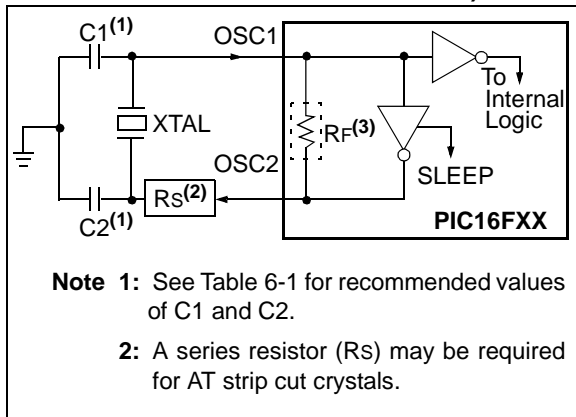 C1(1)
OSC1
To
Internal
Logic
XTAL
RF(3)
OSC2
SLEEP
C2(1)
RS(2)
PIC16FXX
Note 1: See Table 6-1 for recommended values
of C1 and C2.
2: A series resistor (RS) may be required
for AT strip cut crystals.